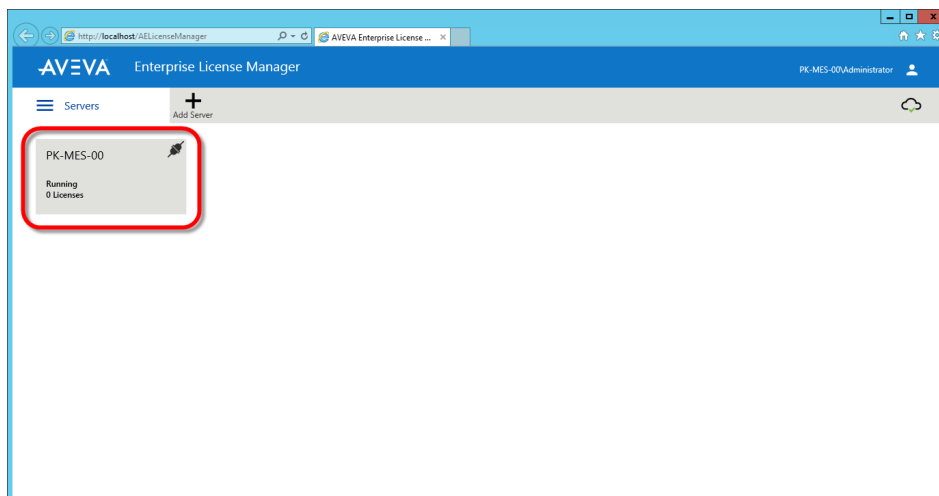 http://localhost/AELicenseManager
AVEVA Enterprise License ...
AVEVA
Enterprise License Manager
PK-MES-00\Administrator
Servers
Add Server
PK-MES-00
Running
0 Licenses